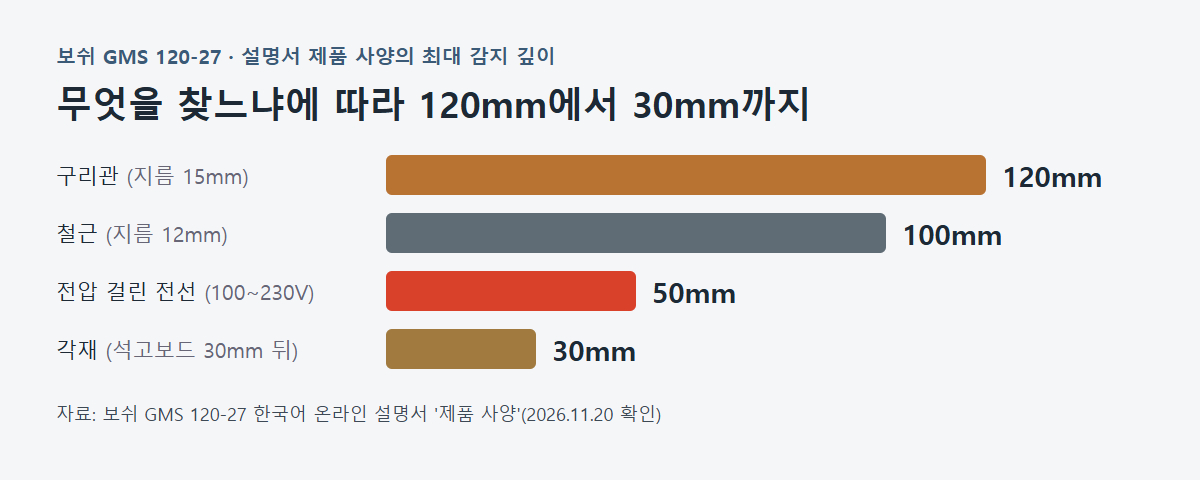 보쉬 GMS 120-27 · 설명서 제품 사양의 최대 감지 깊이
무엇을 찾느냐에 따라 120mm에서 30mm까지
구리관 (지름 15mm) 120mm
철근 (지름 12mm) 100mm
전압 걸린 전선 (100~230V) 50mm
각재 (석고보드 30mm 뒤) 30mm
자료: 보쉬 GMS 120-27 한국어 온라인 설명서 '제품 사양'(2026.11.20 확인)